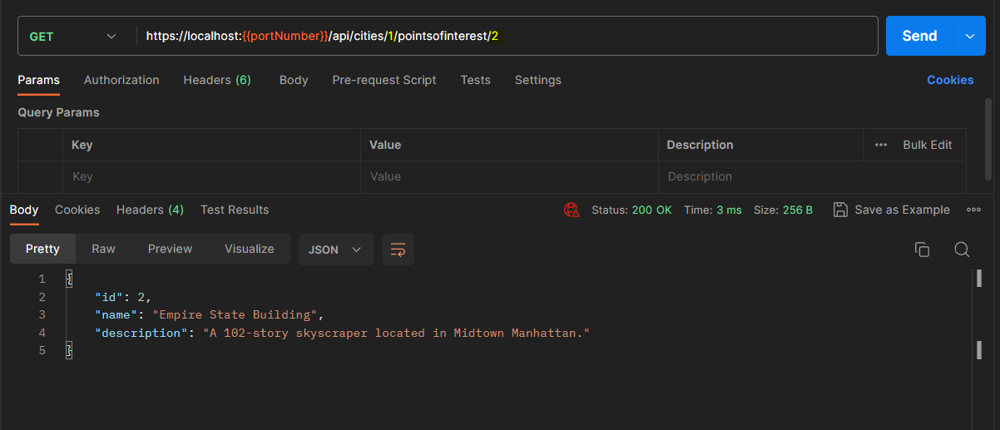 GET https://localhost:{{portNumber}}/api/cities/1/pointsofinterest/2 Send
Params Authorization Headers (6) Body Pre-request Script Tests Settings Cookies
Query Params
Key Value Description ••• Bulk Edit
Key Value Description
Body Cookies Headers (4) Test Results Status: 200 OK Time: 3 ms Size: 256 B Save as Example
Pretty Raw Preview Visualize JSON
1 {
2 "id": 2,
3 "name": "Empire State Building",
4 "description": "A 102-story skyscraper located in Midtown Manhattan."
5 }